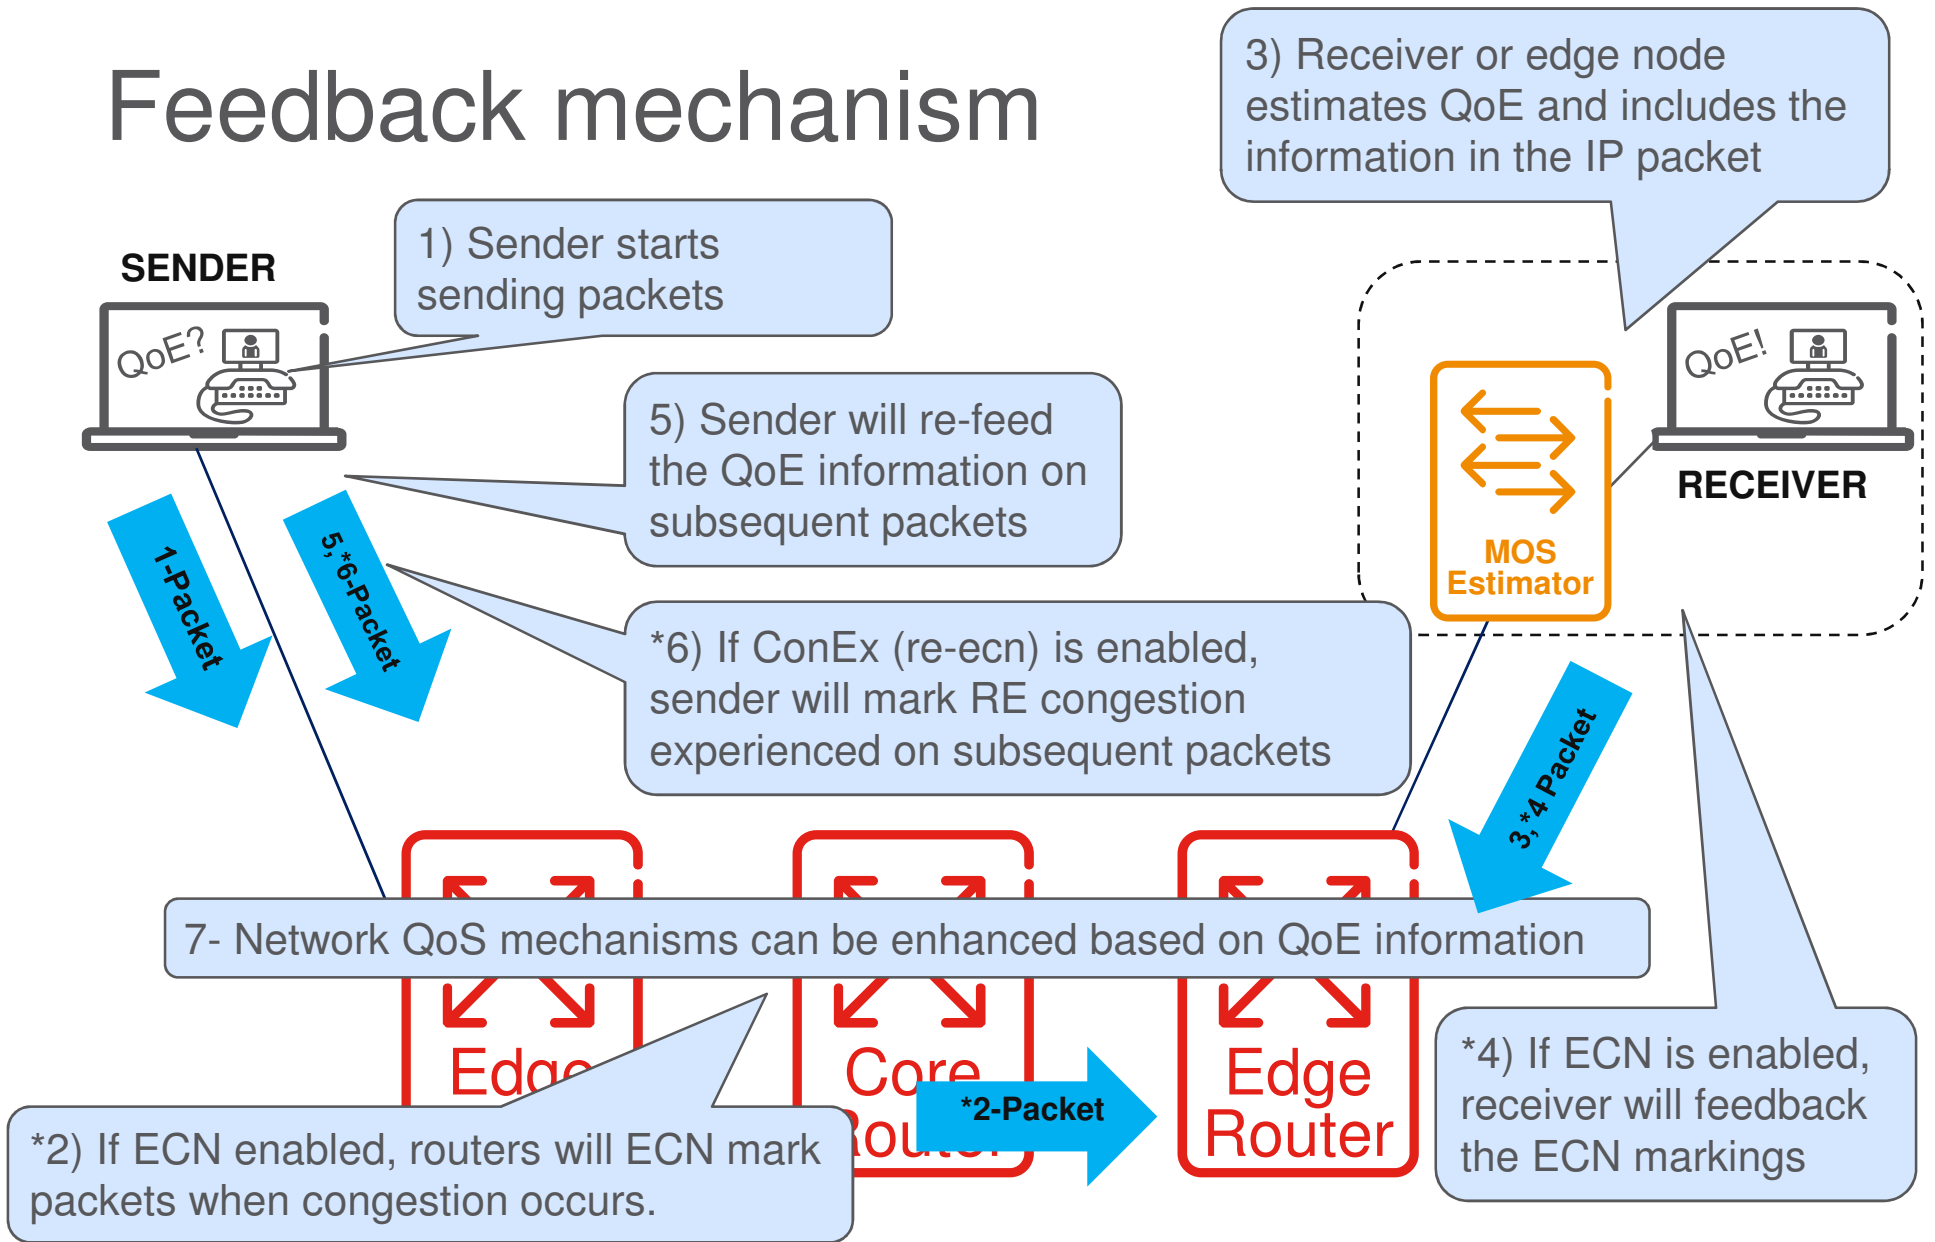 Feedback mechanism
3) Receiver or edge node
estimates QoE and includes the
information in the IP packet
1) Sender starts
sending packets
SENDER
QoE?
QoE!
5) Sender will re-feed
the QoE information on
subsequent packets
RECEIVER
MOS
Estimator
1-Packet
5,*6-Packet
*6) If ConEx (re-ecn) is enabled,
sender will mark RE congestion
experienced on subsequent packets
3,*4 Packet
7- Network QoS mechanisms can be enhanced based on QoE information
Edge
Core
Router
Edge
Router
*2-Packet
*4) If ECN is enabled,
receiver will feedback
the ECN markings
*2) If ECN enabled, routers will ECN mark
packets when congestion occurs.